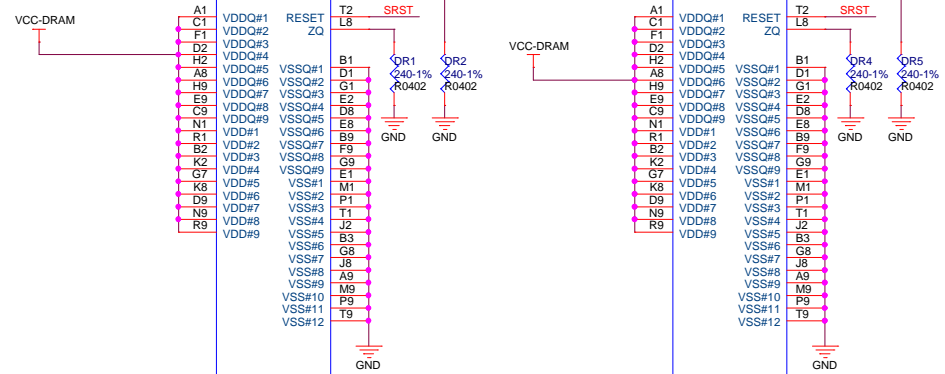 A1 T2 SRST A1 T2 SRST
VCC-DRAM VDDQ#1 RESET VDDQ#1 RESET
C1 L8 C1 L8
VDDQ#2 ZQ VDDQ#2 ZQ
F1 F1
VDDQ#3 VDDQ#3
D2 VCC-DRAM D2
VDDQ#4 VDDQ#4
H2 B1 DR1 DR2 H2 B1 DR4 DR5
VDDQ#5 VSSQ#1 VDDQ#5 VSSQ#1
A8 D1 240-1% 240-1% A8 D1 240-1% 240-1%
VDDQ#6 VSSQ#2 VDDQ#6 VSSQ#2
H9 G1 R0402 R0402 H9 G1 R0402 R0402
VDDQ#7 VSSQ#3 VDDQ#7 VSSQ#3
E9 E2 E9 E2
VDDQ#8 VSSQ#4 VDDQ#8 VSSQ#4
C9 D8 C9 D8
VDDQ#9 VSSQ#5 VDDQ#9 VSSQ#5
N1 E8 N1 E8
VDD#1 VSSQ#6 GND GND VDD#1 VSSQ#6 GND GND
R1 B9 R1 B9
VDD#2 VSSQ#7 VDD#2 VSSQ#7
B2 F9 B2 F9
VDD#3 VSSQ#8 VDD#3 VSSQ#8
K2 G9 K2 G9
VDD#4 VSSQ#9 VDD#4 VSSQ#9
G7 E1 G7 E1
VDD#5 VSS#1 VDD#5 VSS#1
K8 M1 K8 M1
VDD#6 VSS#2 VDD#6 VSS#2
D9 P1 D9 P1
VDD#7 VSS#3 VDD#7 VSS#3
N9 T1 N9 T1
VDD#8 VSS#4 VDD#8 VSS#4
R9 J2 R9 J2
VDD#9 VSS#5 VDD#9 VSS#5
B3 B3
VSS#6 VSS#6
G8 G8
VSS#7 VSS#7
J8 J8
VSS#8 VSS#8
A9 A9
VSS#9 VSS#9
M9 M9
VSS#10 VSS#10
P9 P9
VSS#11 VSS#11
T9 T9
VSS#12 VSS#12
GND GND